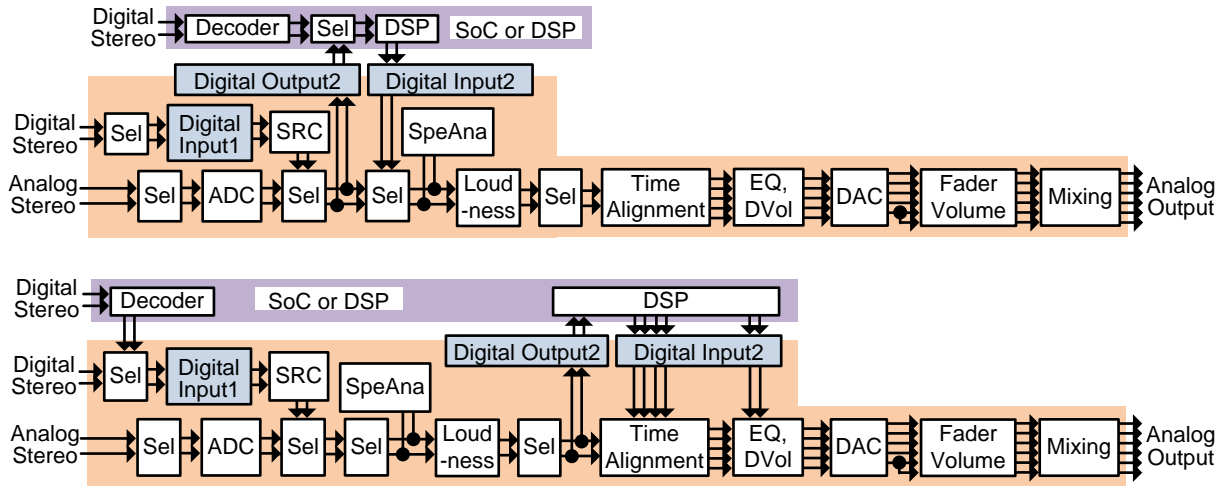 Digital
Stereo
Decoder
Sel
DSP
SoC or DSP
Digital Output2
Digital Input2
Digital
Stereo
Sel
Digital
Input1
SRC
SpeAna
Analog
Stereo
Sel
ADC
Sel
Sel
Loud
-ness
Sel
Time
Alignment
EQ,
DVol
DAC
Fader
Volume
Mixing
Analog
Output
Digital
Stereo
Decoder
SoC or DSP
DSP
Digital Output2
Digital Input2
Digital
Stereo
Sel
Digital
Input1
SRC
SpeAna
Analog
Stereo
Sel
ADC
Sel
Sel
Loud
-ness
Sel
Time
Alignment
EQ,
DVol
DAC
Fader
Volume
Mixing
Analog
Output